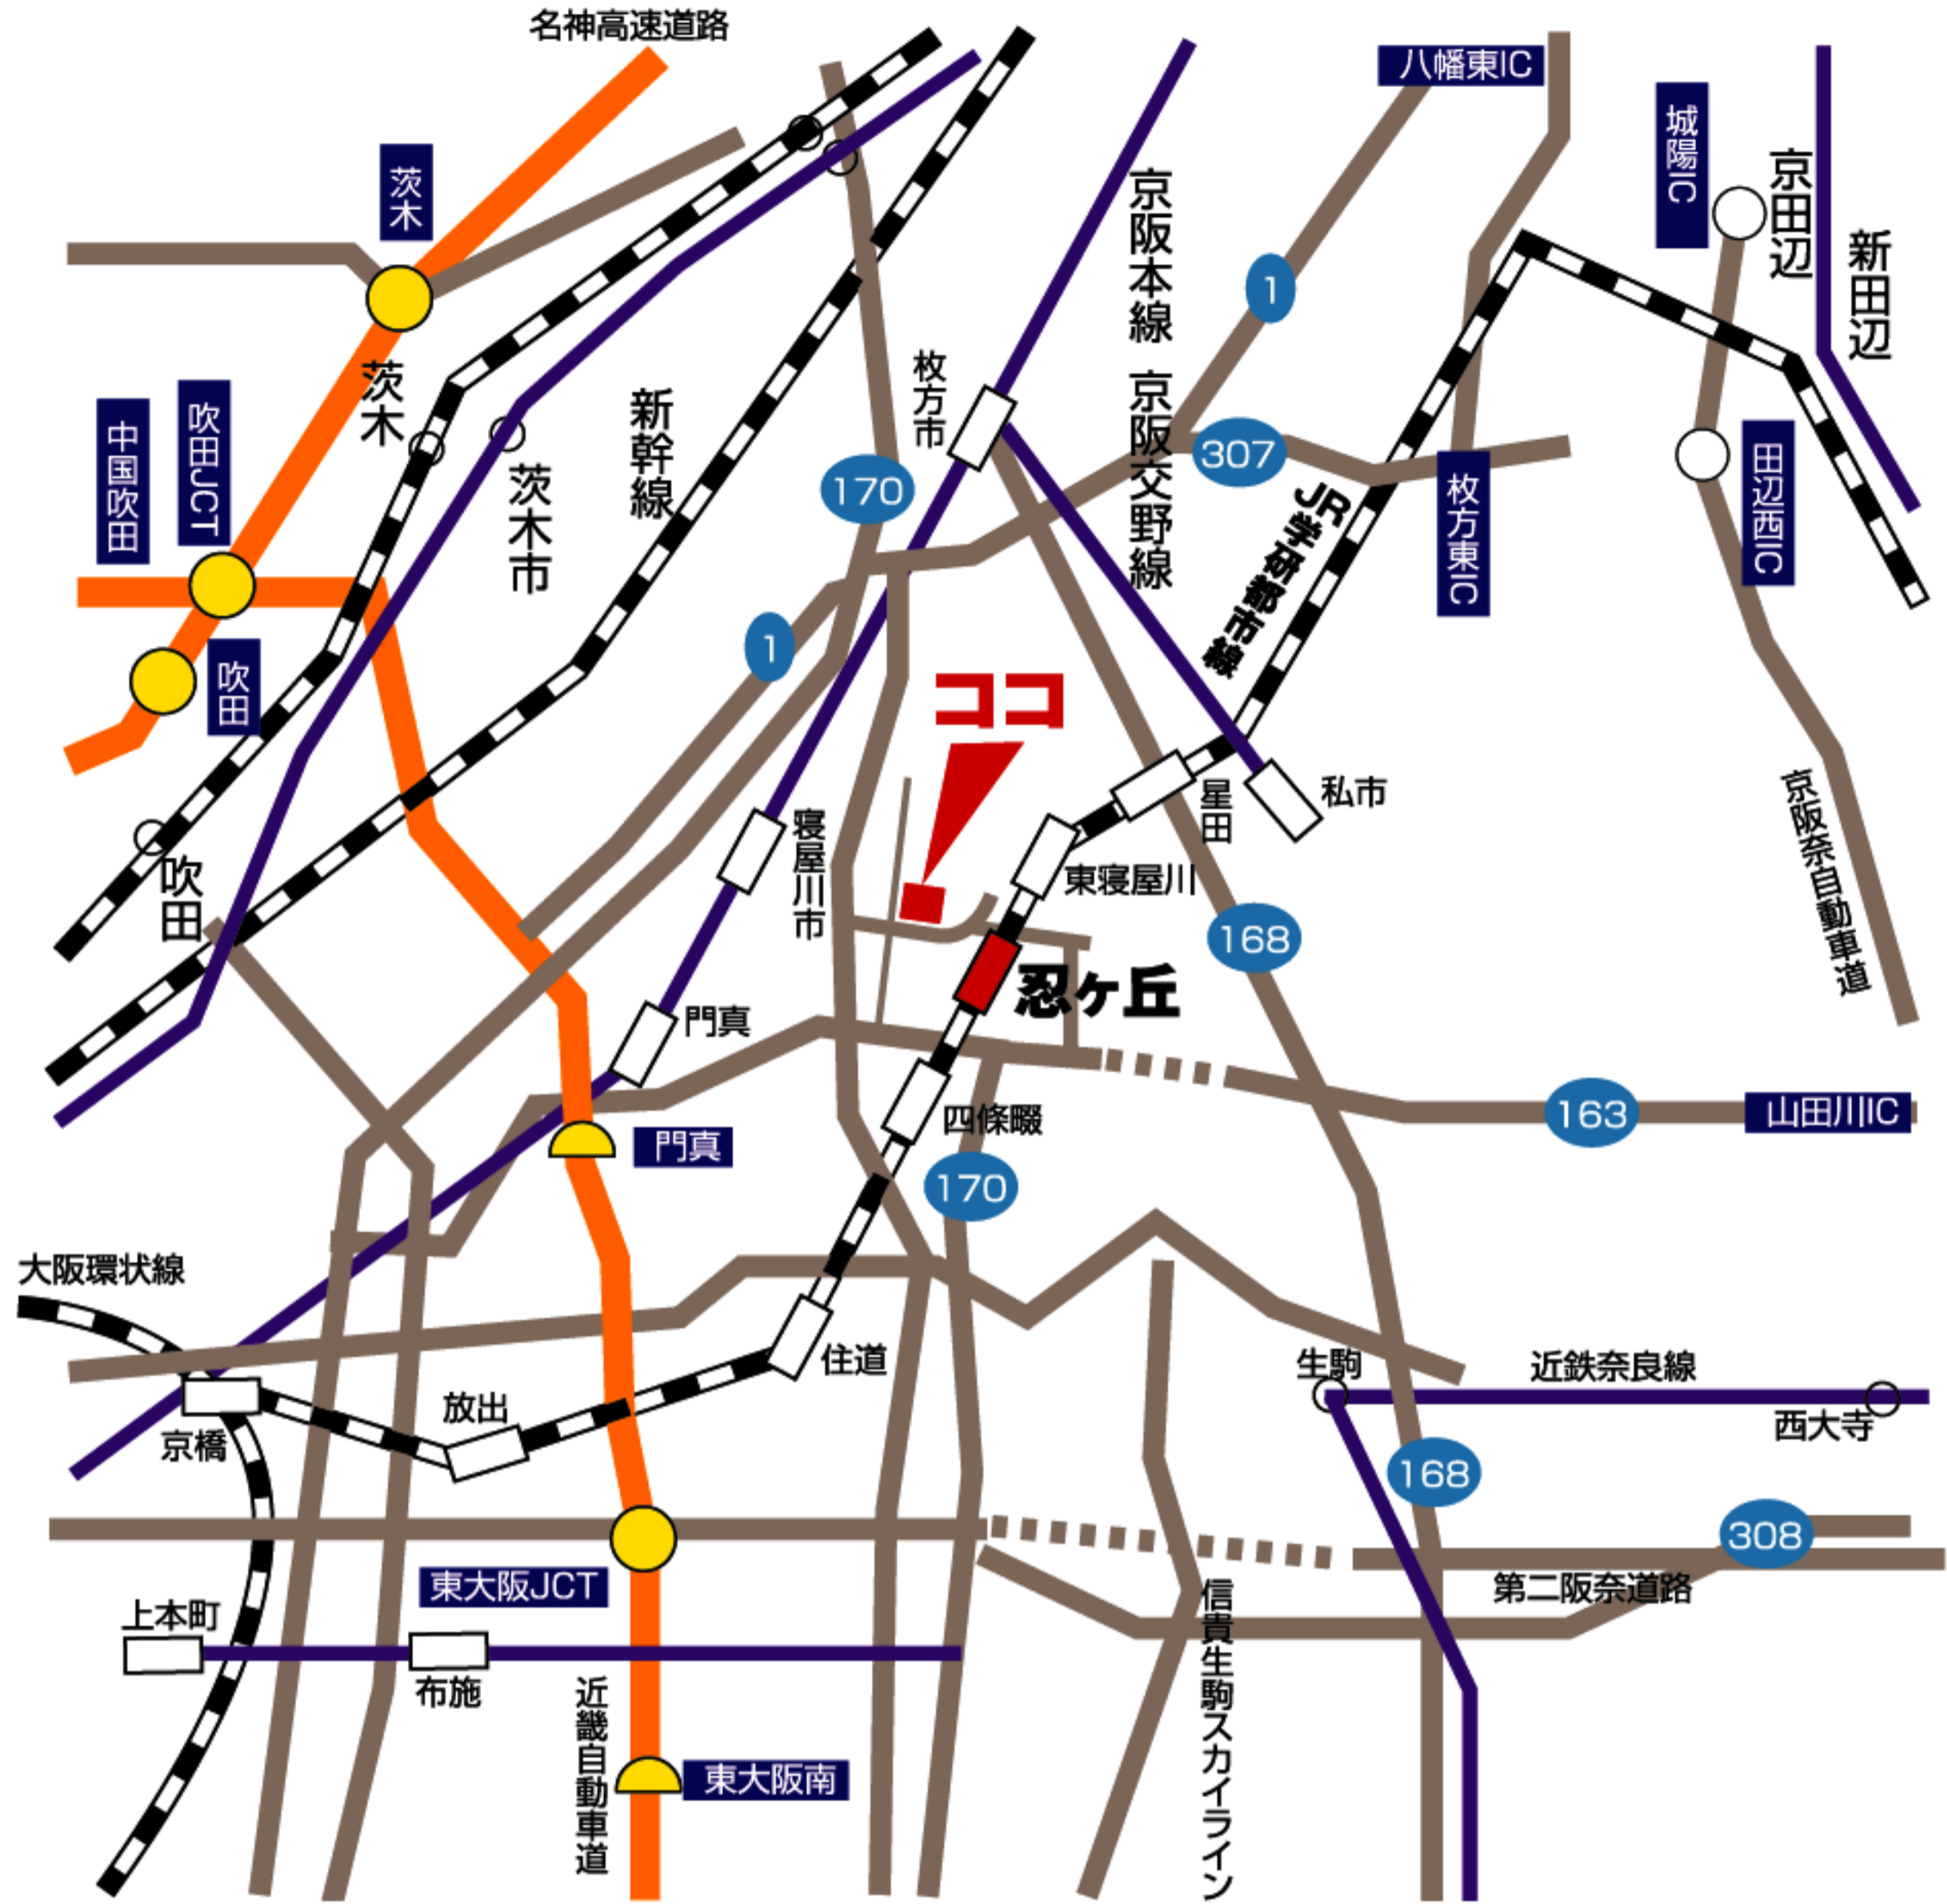 名神高速道路
八幡東IC
城陽IC
京田辺
新田辺
茨木
京阪本線
1
茨木
枚方市
京阪交野線
新幹線
吹田JCT
中国吹田
307
170
茨木市
JR学研都市線
枚方東IC
田辺西IC
1
吹田
ココ
星田
私市
京阪奈自動車道
寝屋川市
吹田
東寝屋川
168
忍ヶ丘
門真
四條畷
163
山田川IC
門真
170
大阪環状線
住道
生駒
近鉄奈良線
放出
西大寺
京橋
168
308
東大阪JCT
第二阪奈道路
上本町
信貴生駒スカイライン
布施
近畿自動車道
東大阪南